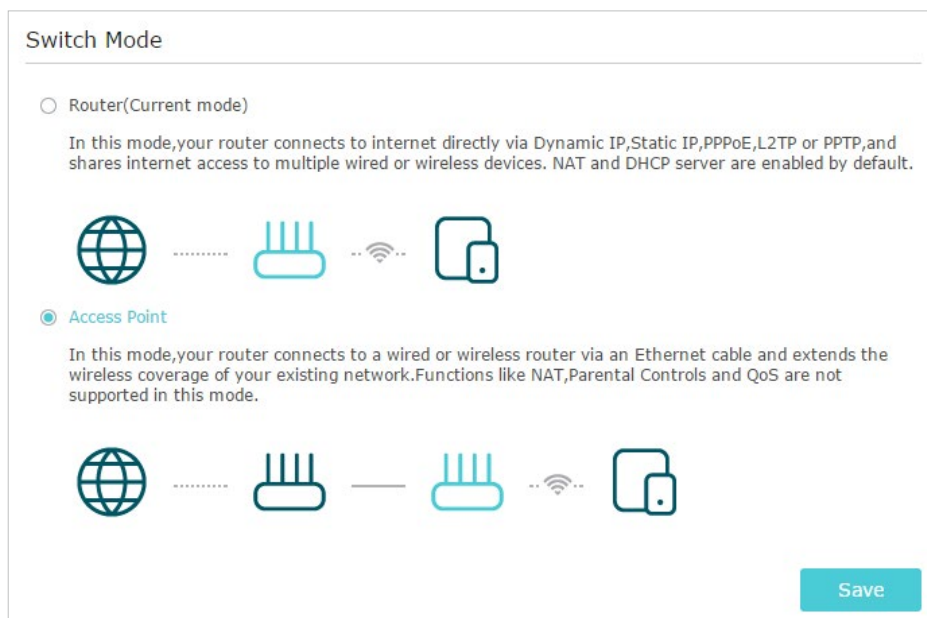 Switch Mode
Router(Current mode)
In this mode,your router connects to internet directly via Dynamic IP,Static IP,PPPoE,L2TP or PPTP,and
shares internet access to multiple wired or wireless devices. NAT and DHCP server are enabled by default.
Access Point
In this mode,your router connects to a wired or wireless router via an Ethernet cable and extends the
wireless coverage of your existing network.Functions like NAT,Parental Controls and QoS are not
supported in this mode.
Save